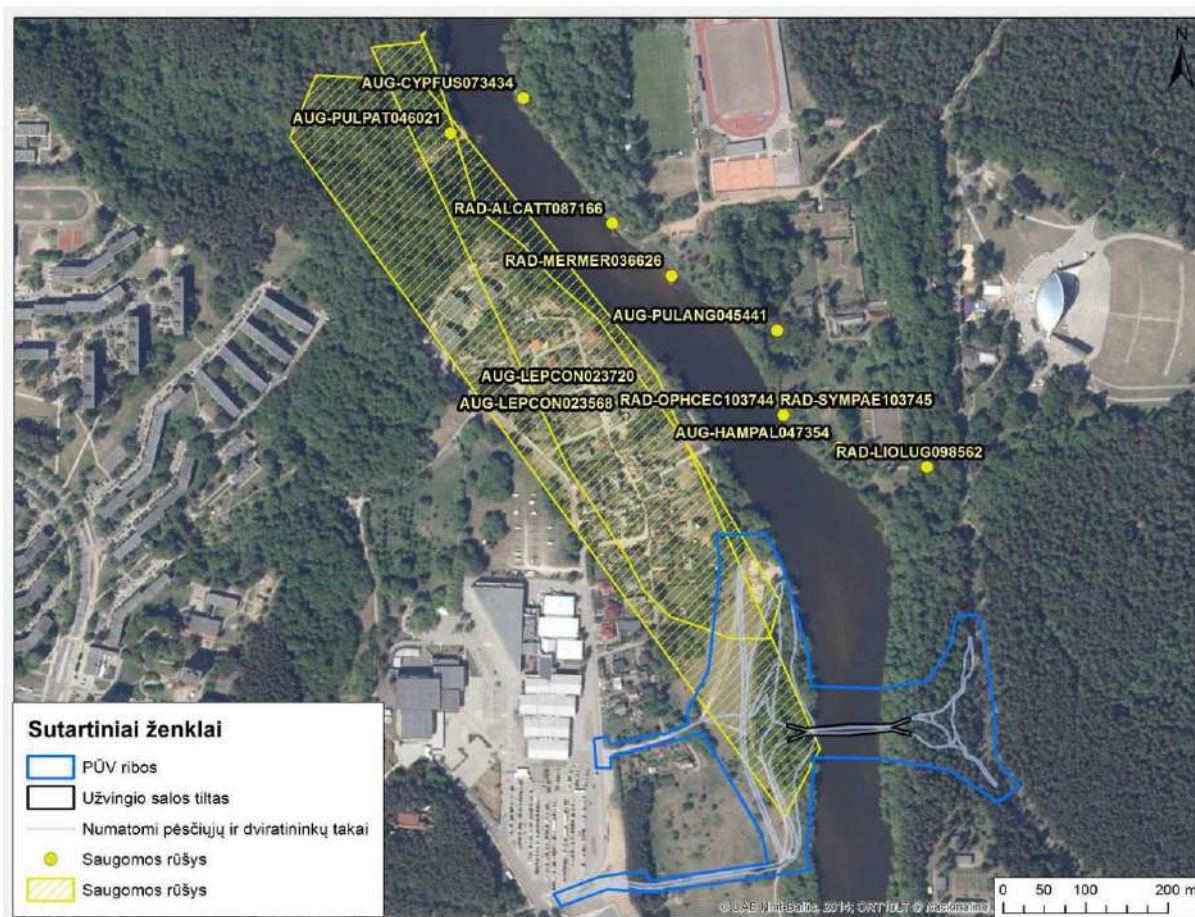 N
AUG-CYPFUS073434
AUG-PULPAT046021
RAD-ALCATT087166
RAD-MERMER036626
AUG-PULANG045441
AUG-LEPCON023720
AUG-LEPCON023568
RAD-OPHCEC103744
RAD-SYMPAE103745
AUG-HAMPAL047354
RAD-LIOLUG098562
Sutartiniai ženklai
PŪV ribos
Užvingio salos tiltas
Numatomi pėsčiųjų ir dviratininkų takai
Saugomos rūšys
Saugomos rūšys
0 50 100 200 m
2014; ORT10LT ©